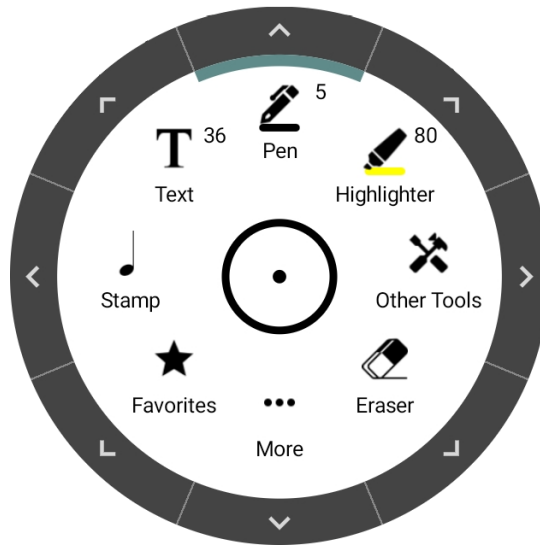 5
Pen
T 36
Text
80
Highlighter
Stamp
Other Tools
Favorites
Eraser
More